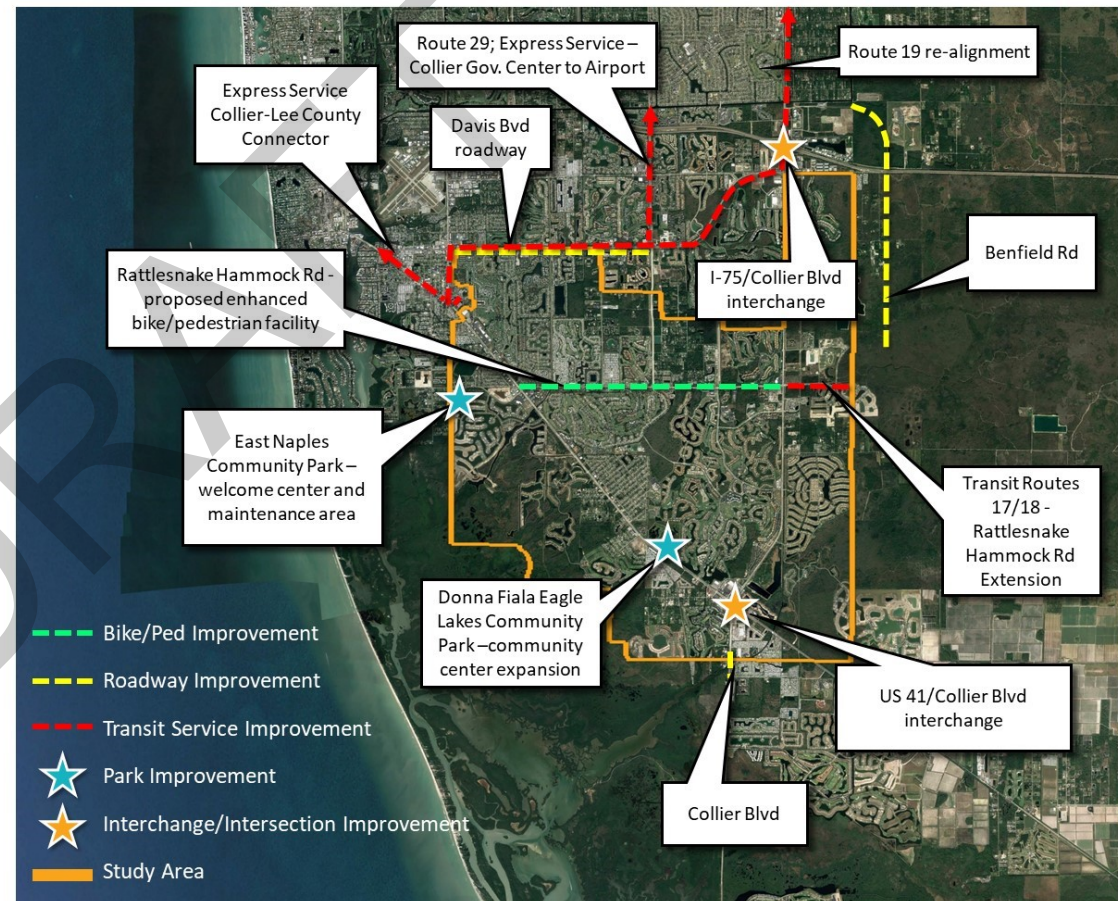 Route 29; Express Service –
Collier Gov. Center to Airport
Route 19 re-alignment
Express Service
Collier-Lee County
Connector
Davis Bvd
roadway
Rattlesnake Hammock Rd -
proposed enhanced
bike/pedestrian facility
I-75/Collier Blvd
interchange
Benfield Rd
East Naples
Community Park –
welcome center and
maintenance area
Transit Routes
17/18 -
Rattlesnake
Hammock Rd
Extension
Donna Fiala Eagle
Lakes Community
Park –community
center expansion
US 41/Collier Blvd
interchange
Collier Blvd
Bike/Ped Improvement
Roadway Improvement
Transit Service Improvement
Park Improvement
Interchange/Intersection Improvement
Study Area
DRAFT